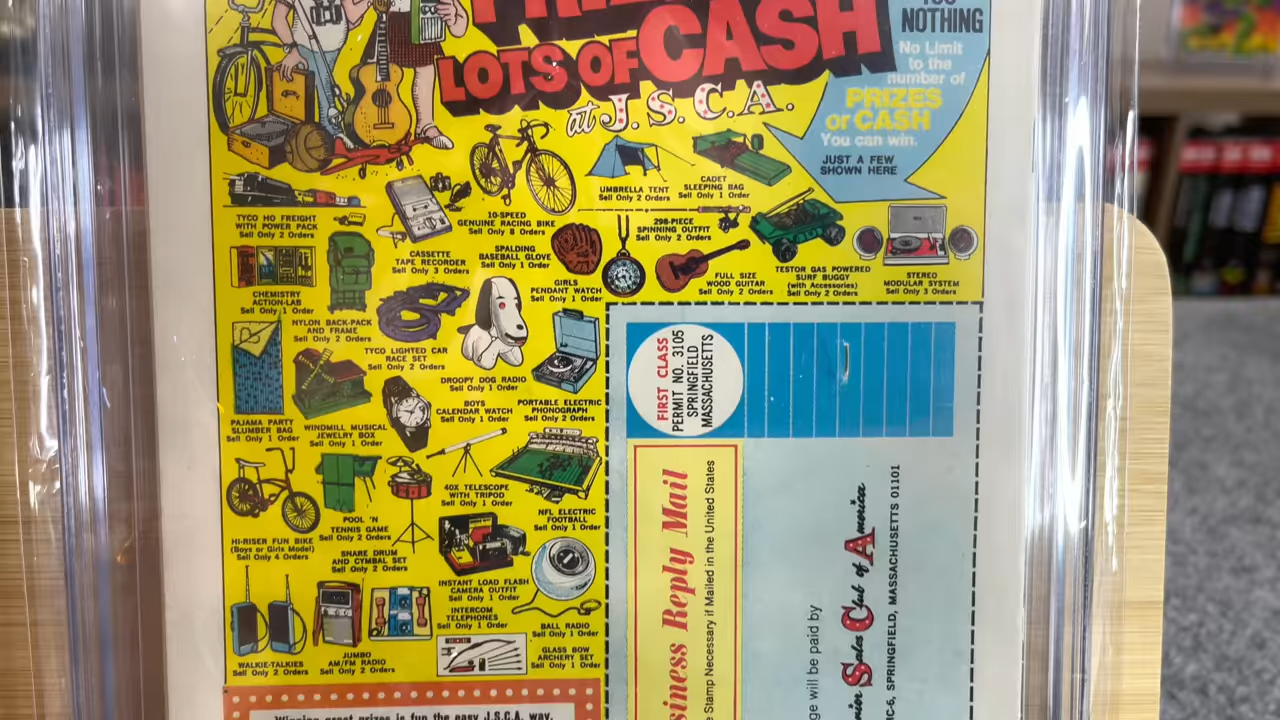 LOTS OF CASH
at J. S. C. A.
NOTHING
No Limit
to the
number of
PRIZES
or CASH
You can win.
JUST A FEW
SHOWN HERE
UMBRELLA TENT
Sell Only 2 Orders
CADET
SLEEPING BAG
Sell Only 1 Order
TYCO HO FREIGHT
WITH POWER PACK
Sell Only 2 Orders
10-SPEED
GENUINE RACING BIKE
Sell Only 8 Orders
298-PIECE
SPINNING OUTFIT
Sell Only 2 Orders
CASSETTE
TAPE RECORDER
Sell Only 3 Orders
SPALDING
BASEBALL GLOVE
Sell Only 1 Order
FULL SIZE
WOOD GUITAR
Sell Only 2 Orders
TESTOR GAS POWERED
SURF BUGGY
(with Accessories)
Sell Only 2 Orders
STEREO
MODULAR SYSTEM
Sell Only 3 Orders
GIRLS
PENDANT WATCH
Sell Only 1 Order
CHEMISTRY
ACTION-LAB
Sell Only 1 Order
NYLON BACK-PACK
AND FRAME
Sell Only 2 Orders
TYCO LIGHTED CAR
RACE SET
Sell Only 2 Orders
DROOPY DOG RADIO
Sell Only 1 Order
PORTABLE ELECTRIC
PHONOGRAPH
Sell Only 2 Orders
BOYS
CALENDAR WATCH
Sell Only 1 Order
PAJAMA PARTY
SLUMBER BAG
Sell Only 1 Order
WINDMILL MUSICAL
JEWELRY BOX
Sell Only 1 Order
40X TELESCOPE
WITH TRIPOD
Sell Only 1 Order
NFL ELECTRIC
FOOTBALL
Sell Only 1 Order
POOL 'N
TENNIS GAME
Sell Only 2 Orders
HI-RISER FUN BIKE
(Boys or Girls Model)
Sell Only 4 Orders
SNARE DRUM
AND CYMBAL SET
Sell Only 2 Orders
INSTANT LOAD FLASH
CAMERA OUTFIT
Sell Only 1 Order
INTERCOM
TELEPHONES
Sell Only 1 Order
BALL RADIO
Sell Only 1 Order
WALKIE-TALKIES
Sell Only 2 Orders
JUMBO
AM/FM RADIO
Sell Only 2 Orders
GLASS BOW
ARCHERY SET
Sell Only 1 Order
Winning great prizes is fun the easy J.S.C.A. way.
FIRST CLASS
PERMIT NO. 3105
SPRINGFIELD
MASSACHUSETTS
Reply Mail
Stamp Necessary if Mailed in the United States
will be paid by
Sales Club of America
SPRINGFIELD, MASSACHUSETTS 01101